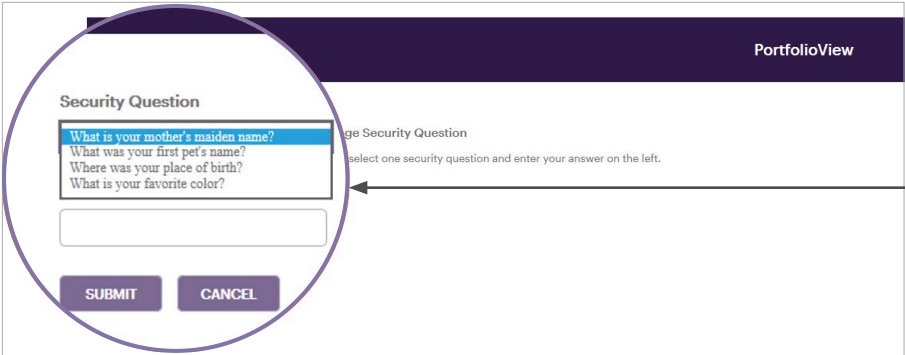 PortfolioView
Security Question
What is your mother's maiden name?
What was your first pet's name?
Where was your place of birth?
What is your favorite color?
ge Security Question
select one security question and enter your answer on the left.
SUBMIT
CANCEL